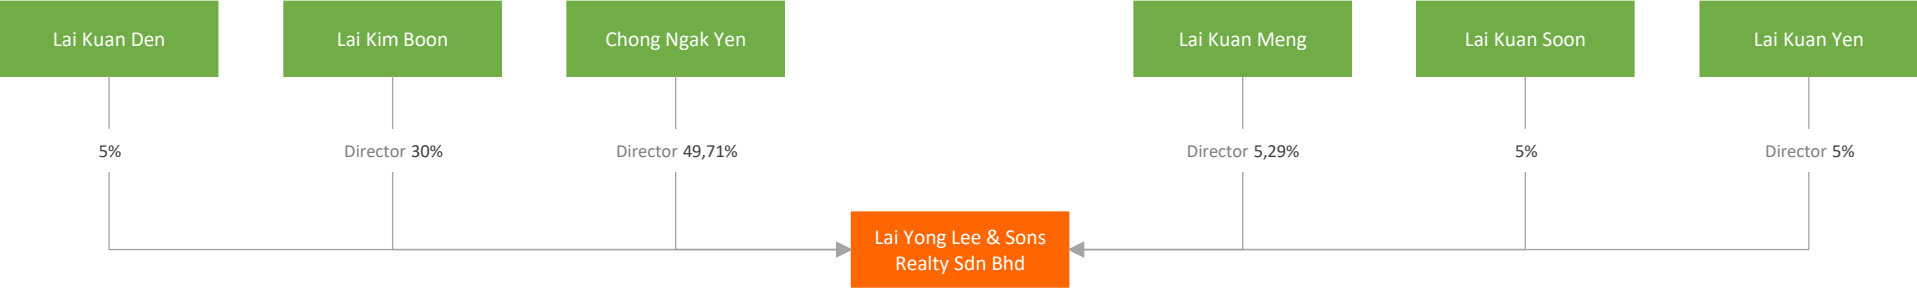 Lai Kuan Den
Lai Kim Boon
Chong Ngak Yen
Lai Kuan Meng
Lai Kuan Soon
Lai Kuan Yen
5%
Director 30%
Director 49,71%
Director 5,29%
5%
Director 5%
Lai Yong Lee & Sons
Realty Sdn Bhd